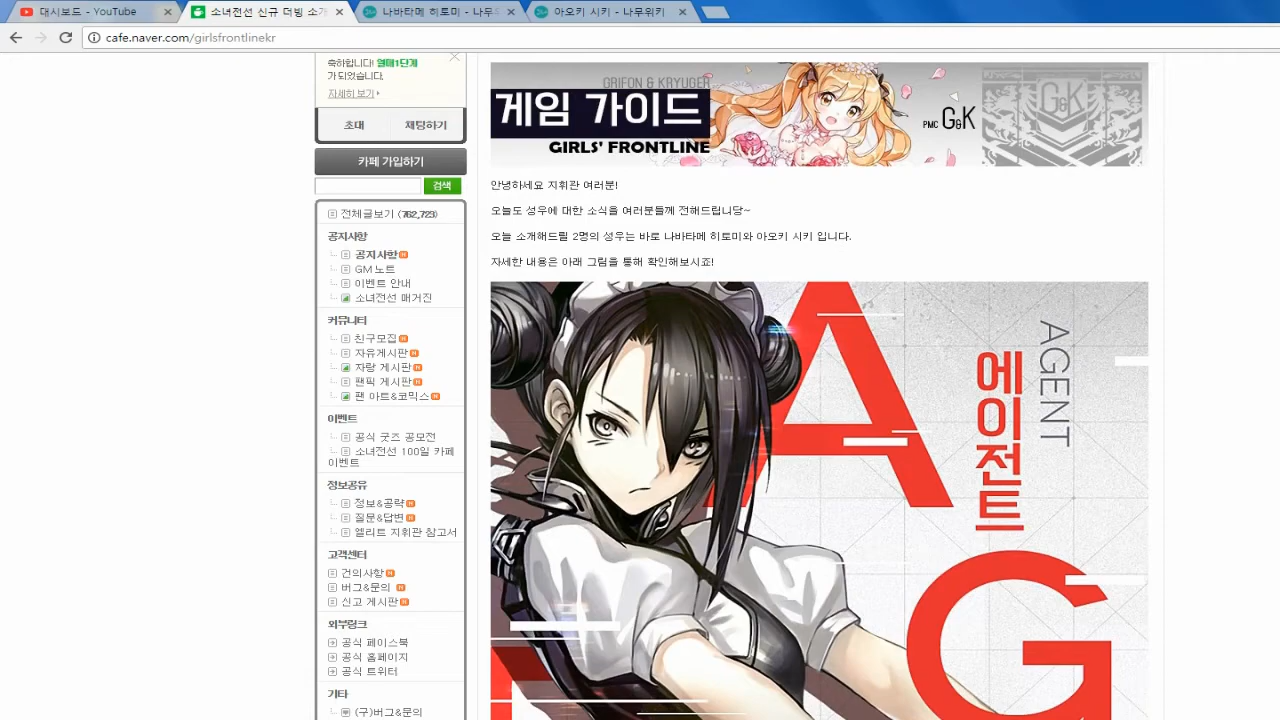 대시보드 - YouTube
소녀전선 신규 더빙 소개
나바타메 히토미 - 나무위
아오키 시키 - 나무위키
cafe.naver.com/girlsfrontlinekr
축하합니다! 열매1단계
가 되었습니다.
자세히 보기
초대
채팅하기
카페 가입하기
검색
전체글보기 (762,723)
공지사항
공지사항
GM 노트
이벤트 안내
소녀전선 매거진
커뮤니티
친구모집
자유게시판
자랑 게시판
팬픽 게시판
팬 아트&코믹스
이벤트
공식 굿즈 공모전
소녀전선 100일 카페
이벤트
정보공유
정보&공략
질문&답변
엘리트 지휘관 참고서
고객센터
건의사항
버그&문의
신고 게시판
외부링크
공식 페이스북
공식 홈페이지
공식 트위터
기타
(구)버그&문의
GRIFON & KRYUGER
게임 가이드
GIRLS' FRONTLINE
PMC G&K
G&K
안녕하세요 지휘관 여러분!
오늘도 성우에 대한 소식을 여러분들께 전해드립니당~
오늘 소개해드릴 2명의 성우는 바로 나바타메 히토미와 아오키 시키 입니다.
자세한 내용은 아래 그림을 통해 확인해보시죠!
A
G
에이전트
AGENT